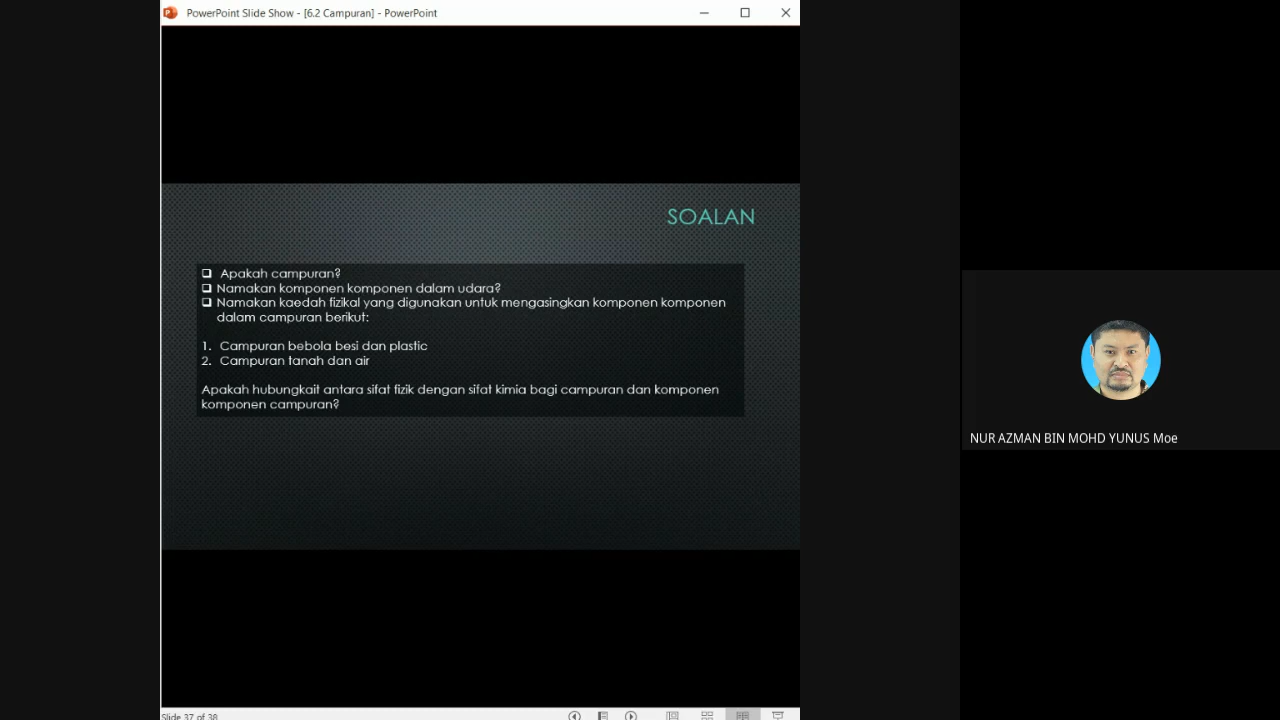 PowerPoint Slide Show - [6.2 Campuran] - PowerPoint
SOALAN
Apakah campuran?
Namakan komponen komponen dalam udara?
Namakan kaedah fizikal yang digunakan untuk mengasingkan komponen komponen
dalam campuran berikut:
1. Campuran bebola besi dan plastic
2. Campuran tanah dan air
Apakah hubungkait antara sifat fizik dengan sifat kimia bagi campuran dan komponen
komponen campuran?
Slide 37 of 38
NUR AZMAN BIN MOHD YUNUS Moe